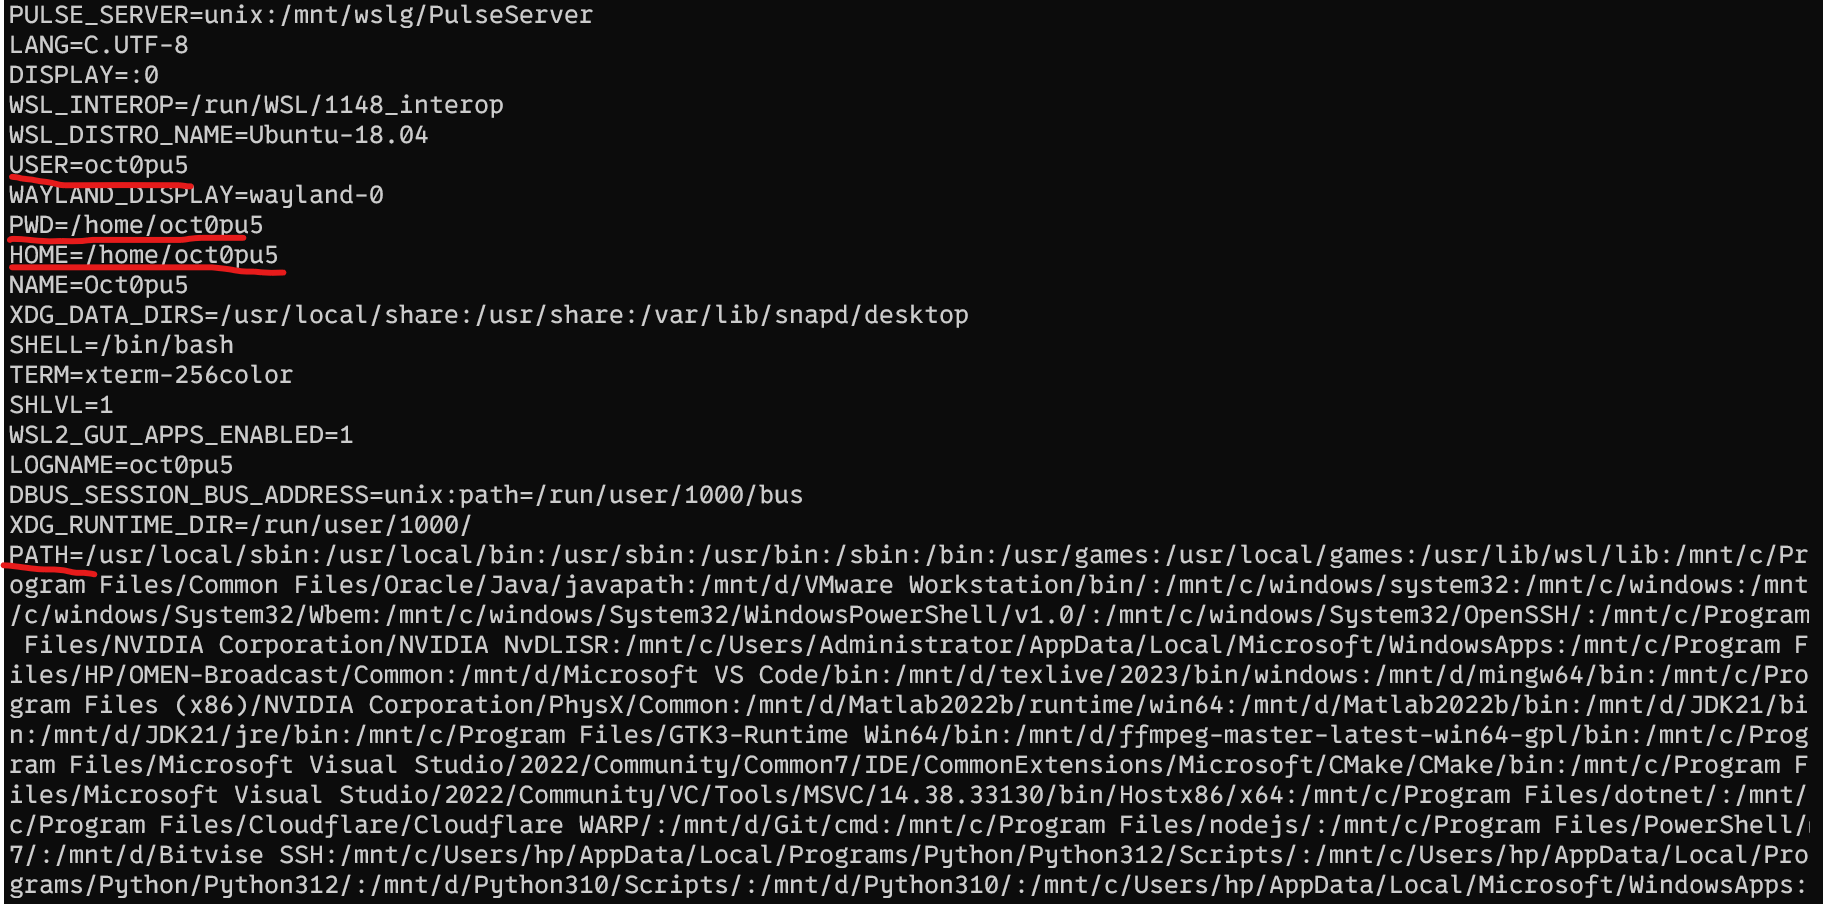 PULSE_SERVER=unix:/mnt/wslg/PulseServer
LANG=C.UTF-8
DISPLAY=:0
WSL_INTEROP=/run/WSL/1148_interop
WSL_DISTRO_NAME=Ubuntu-18.04
USER=oct0pu5
WAYLAND_DISPLAY=wayland-0
PWD=/home/oct0pu5
HOME=/home/oct0pu5
NAME=Oct0pu5
XDG_DATA_DIRS=/usr/local/share:/usr/share:/var/lib/snapd/desktop
SHELL=/bin/bash
TERM=xterm-256color
SHLVL=1
WSL2_GUI_APPS_ENABLED=1
LOGNAME=oct0pu5
DBUS_SESSION_BUS_ADDRESS=unix:path=/run/user/1000/bus
XDG_RUNTIME_DIR=/run/user/1000/
PATH=/usr/local/sbin:/usr/local/bin:/usr/sbin:/usr/bin:/sbin:/bin:/usr/games:/usr/local/games:/usr/lib/wsl/lib:/mnt/c/Pr
ogram Files/Common Files/Oracle/Java/javapath:/mnt/d/VMware Workstation/bin/:/mnt/c/windows/system32:/mnt/c/windows:/mnt
/c/windows/System32/Wbem:/mnt/c/windows/System32/WindowsPowerShell/v1.0/:/mnt/c/windows/System32/OpenSSH/:/mnt/c/Program
 Files/NVIDIA Corporation/NVIDIA NvDLISR:/mnt/c/Users/Administrator/AppData/Local/Microsoft/WindowsApps:/mnt/c/Program F
iles/HP/OMEN-Broadcast/Common:/mnt/d/Microsoft VS Code/bin:/mnt/d/texlive/2023/bin/windows:/mnt/d/mingw64/bin:/mnt/c/Pro
gram Files (x86)/NVIDIA Corporation/PhysX/Common:/mnt/d/Matlab2022b/runtime/win64:/mnt/d/Matlab2022b/bin:/mnt/d/JDK21/bi
n:/mnt/d/JDK21/jre/bin:/mnt/c/Program Files/GTK3-Runtime Win64/bin:/mnt/d/ffmpeg-master-latest-win64-gpl/bin:/mnt/c/Prog
ram Files/Microsoft Visual Studio/2022/Community/Common7/IDE/CommonExtensions/Microsoft/CMake/CMake/bin:/mnt/c/Program F
iles/Microsoft Visual Studio/2022/Community/VC/Tools/MSVC/14.38.33130/bin/Hostx86/x64:/mnt/c/Program Files/dotnet/:/mnt/
c/Program Files/Cloudflare/Cloudflare WARP/:/mnt/d/Git/cmd:/mnt/c/Program Files/nodejs/:/mnt/c/Program Files/PowerShell/
7/:/mnt/d/Bitvise SSH:/mnt/c/Users/hp/AppData/Local/Programs/Python/Python312/Scripts/:/mnt/c/Users/hp/AppData/Local/Pro
grams/Python/Python312/:/mnt/d/Python310/Scripts/:/mnt/d/Python310/:/mnt/c/Users/hp/AppData/Local/Microsoft/WindowsApps: